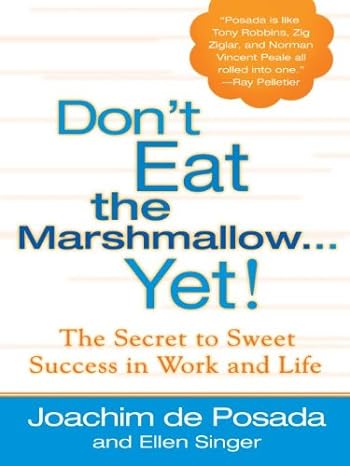 "Posada is like
Tony Robbins, Zig
Ziglar, and Norman
Vincent Peale all
rolled into one."
—Ray Pelletier
Don't
Eat
the
Marshmallow...
Yet!
The Secret to Sweet
Success in Work and Life
Joachim de Posada
and Ellen Singer